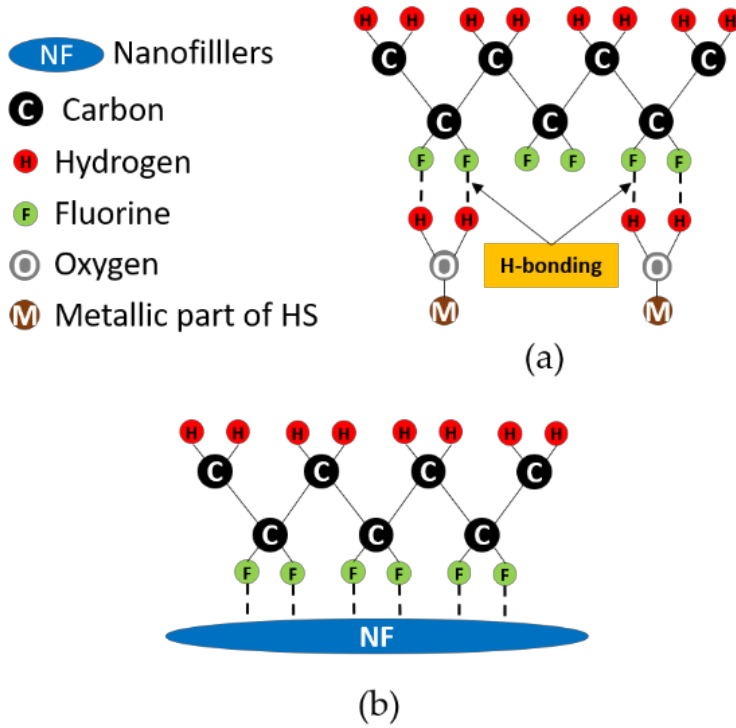 NF Nanofilllers
C Carbon
H Hydrogen
F Fluorine
O Oxygen
M Metallic part of HS
H H H H H H H H
C C C C
C C C
F F F F F F
H H H H
H-bonding
O O
M M
(a)
H H H H H H H H
C C C C
C C C
F F F F F F
NF
(b)